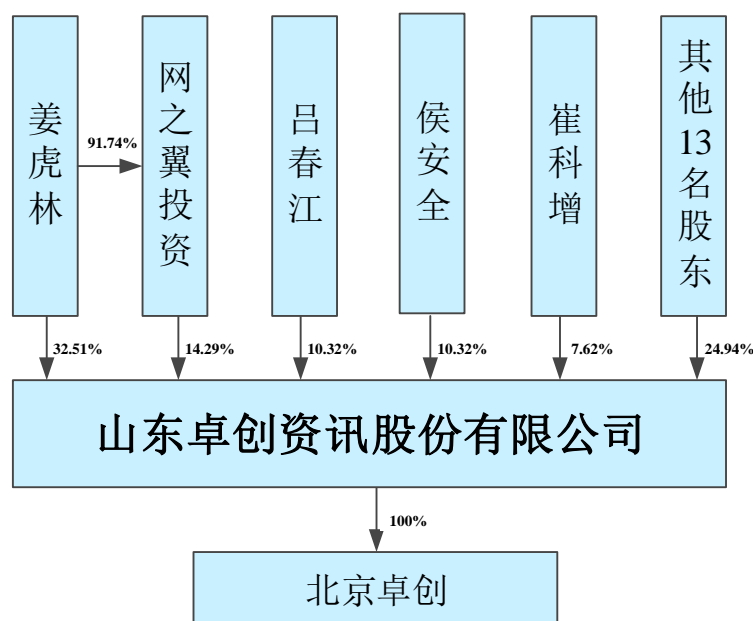 姜虎林
91.74%
网之翼投资
吕春江
侯安全
崔科增
其他13名股东
32.51%
14.29%
10.32%
10.32%
7.62%
24.94%
山东卓创资讯股份有限公司
100%
北京卓创